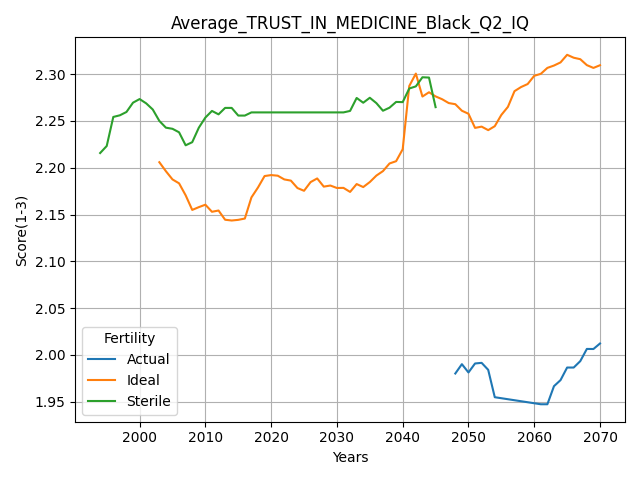 Average_TRUST_IN_MEDICINE_Black_Q2_IQ
Score(1-3)
2.30
2.25
2.20
2.15
2.10
2.05
2.00
1.95
Fertility
Actual
Ideal
Sterile
2000 2010 2020 2030 2040 2050 2060 2070
Years